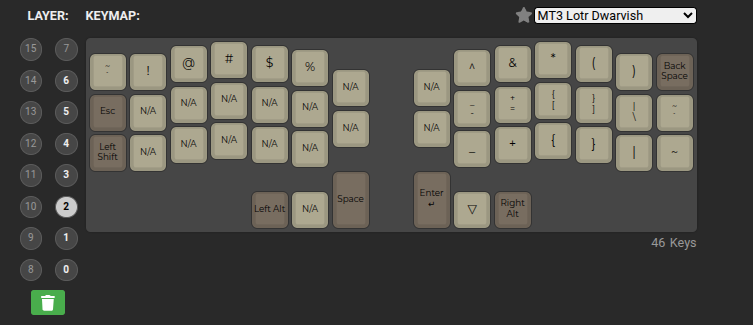 LAYER: KEYMAP: MT3 Lotr Dwarvish
15 7
14 6
13 5
12 4
11 3
10 2
9 1
8 0
~ ! @ # $ % N/A N/A ^ & * ( ) Back Space
Esc N/A N/A N/A N/A N/A N/A N/A _ - + = { [ } ] | \ ~
Left Shift N/A N/A N/A N/A N/A _ + { } | ~
Left Alt N/A Space Enter ↵ ▽ Right Alt
46 Keys